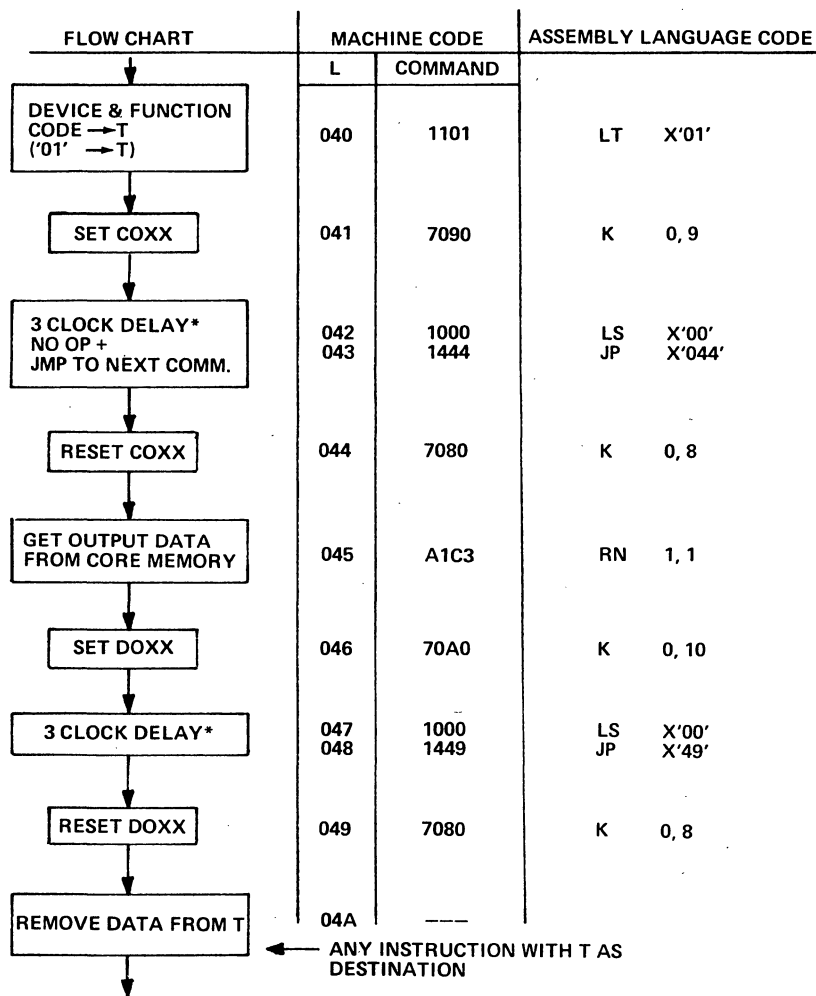 FLOW CHART MACHINE CODE ASSEMBLY LANGUAGE CODE
L COMMAND
DEVICE & FUNCTION
CODE → T
('01' → T)
040 1101 LT X'01'
SET COXX 041 7090 K 0, 9
3 CLOCK DELAY*
NO OP +
JMP TO NEXT COMM.
042 1000 LS X'00'
043 1444 JP X'044'
RESET COXX 044 7080 K 0, 8
GET OUTPUT DATA
FROM CORE MEMORY
045 A1C3 RN 1, 1
SET DOXX 046 70A0 K 0, 10
3 CLOCK DELAY*
047 1000 LS X'00'
048 1449 JP X'49'
RESET DOXX 049 7080 K 0, 8
REMOVE DATA FROM T 04A ---
ANY INSTRUCTION WITH T AS
DESTINATION